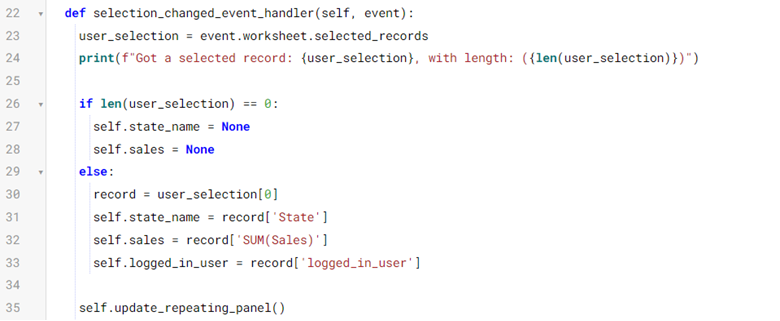 22 def selection_changed_event_handler(self, event):
23 user_selection = event.worksheet.selected_records
24 print(f"Got a selected record: {user_selection}, with length: ({len(user_selection)})")
25
26 if len(user_selection) == 0:
27 self.state_name = None
28 self.sales = None
29 else:
30 record = user_selection[0]
31 self.state_name = record['State']
32 self.sales = record['SUM(Sales)']
33 self.logged_in_user = record['logged_in_user']
34
35 self.update_repeating_panel()